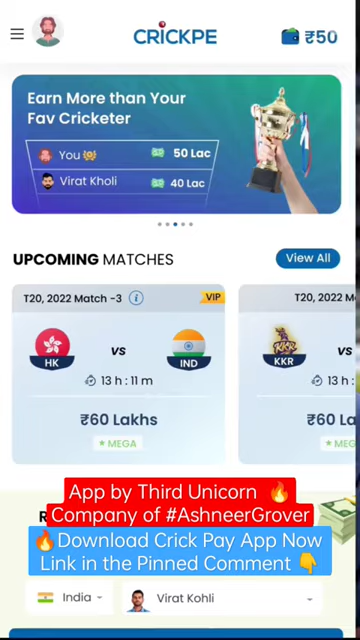 CRICKPE
₹50
Earn More than Your
Fav Cricketer
You
50 Lac
Virat Kholi
40 Lac
UPCOMING MATCHES
View All
T20, 2022 Match -3
VIP
T20, 2022 M
HK
VS
IND
KKR
13 h : 11 m
13 h
₹60 Lakhs
₹60 La
MEGA
MEG
App by Third Unicorn 🔥
Company of #AshneerGrover
🔥Download Crick Pay App Now
Link in the Pinned Comment 👇
India
Virat Kohli